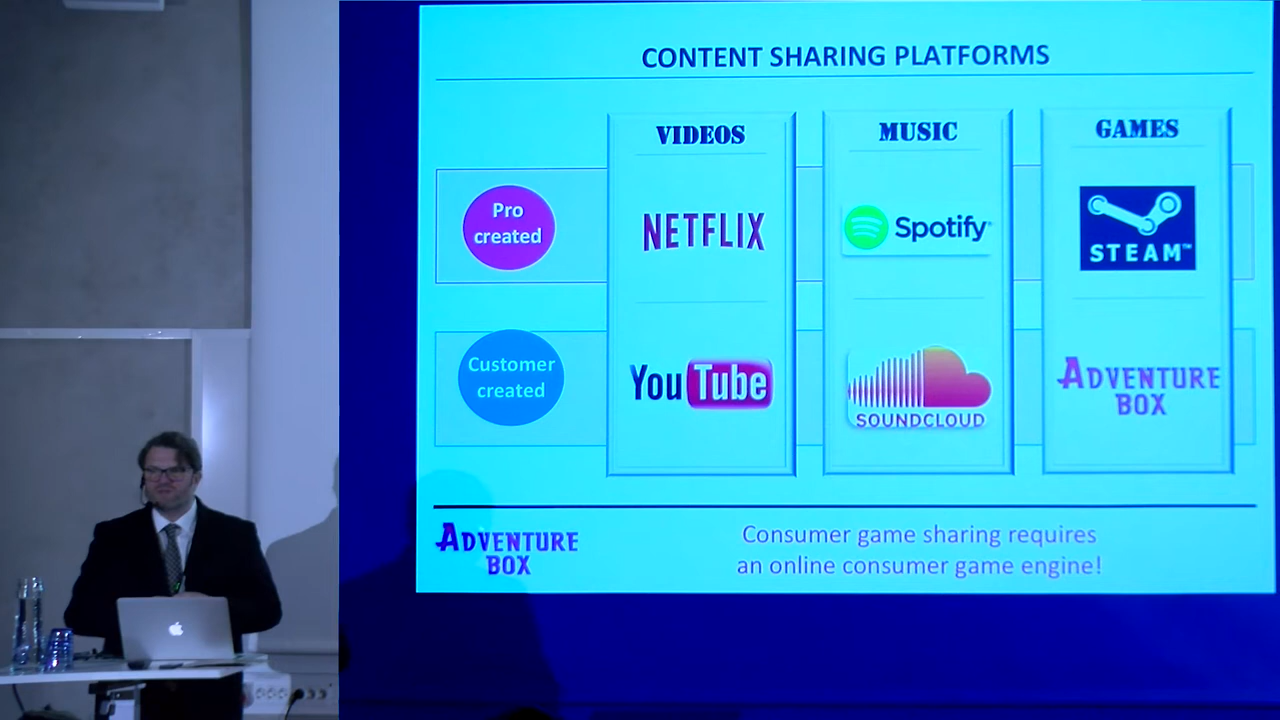 CONTENT SHARING PLATFORMS
VIDEOS
MUSIC
GAMES
Pro
created
NETFLIX
Spotify
STEAM™
Customer
created
YouTube
SOUNDCLOUD
ADVENTURE
BOX
ADVENTURE
BOX
Consumer game sharing requires
an online consumer game engine!